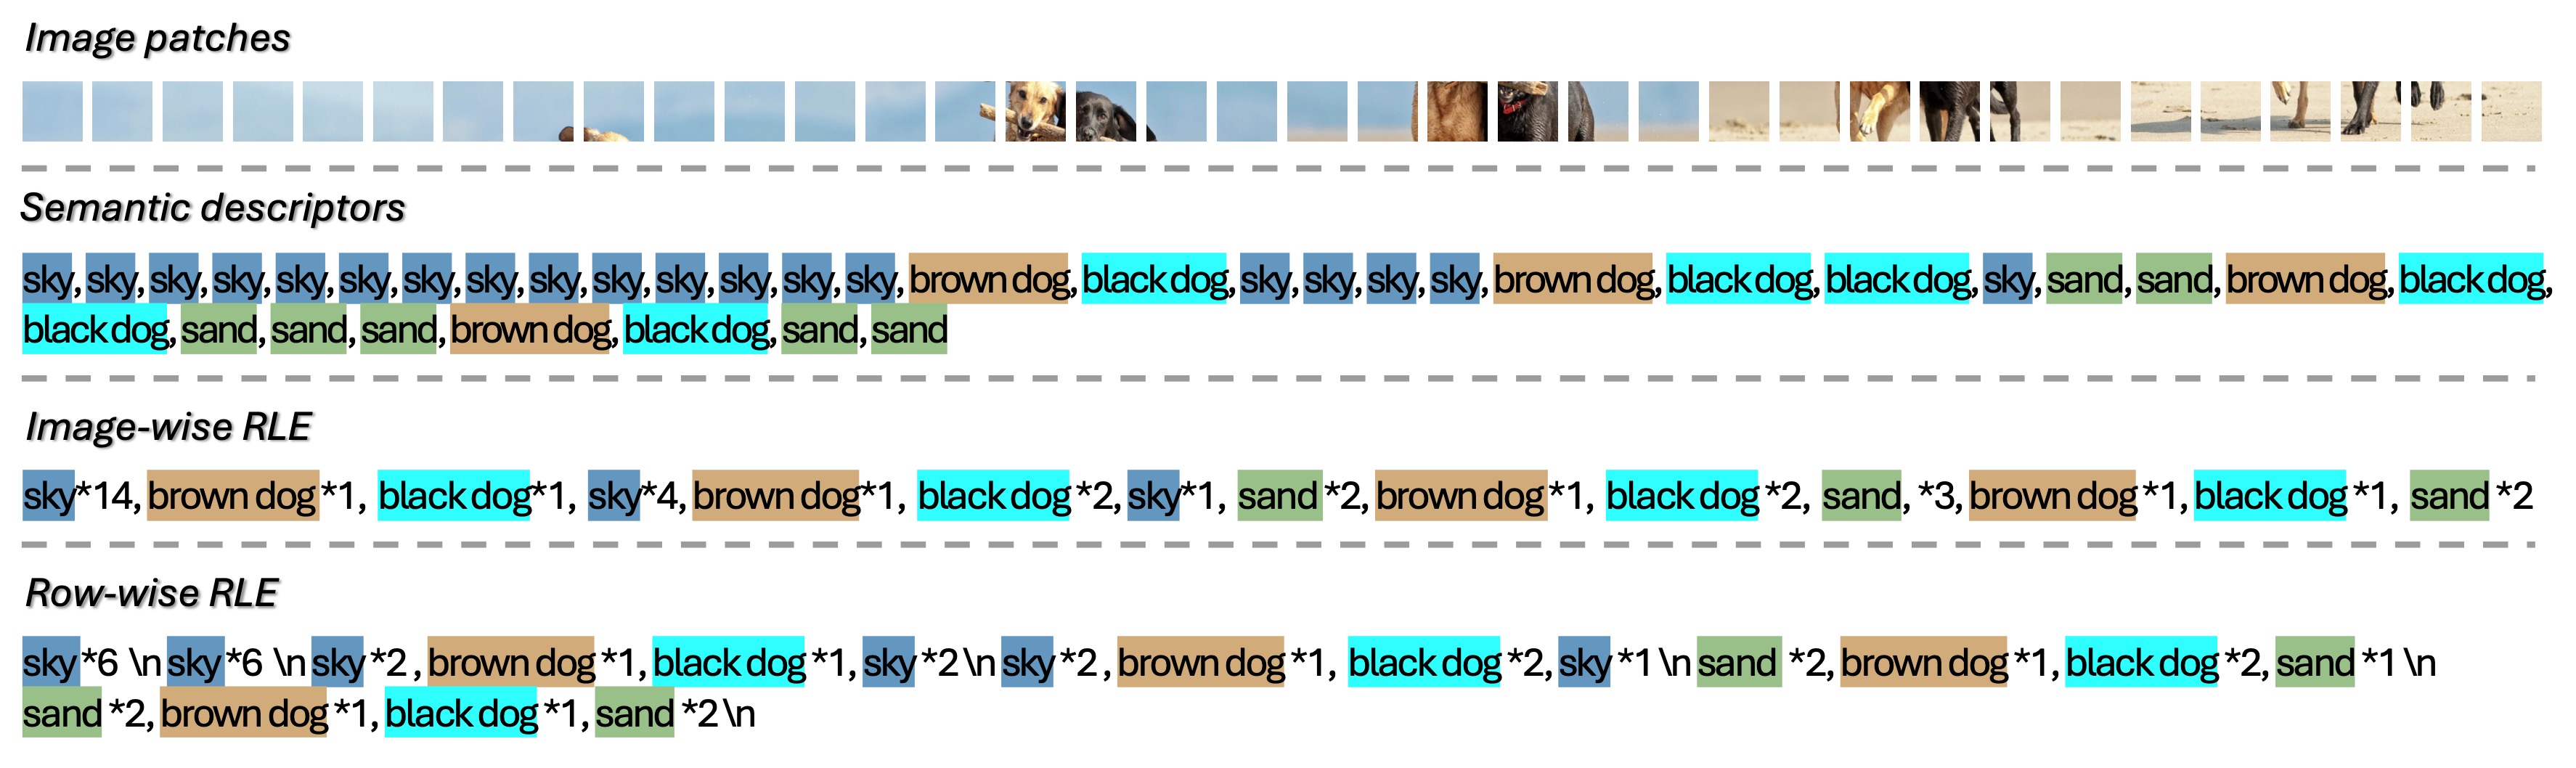 Image patches
Semantic descriptors
sky, sky, sky, sky, sky, sky, sky, sky, sky, sky, sky, sky, sky, sky, brown dog, black dog, sky, sky, sky, sky, brown dog, black dog, black dog, sky, sand, sand, brown dog, black dog,
black dog, sand, sand, sand, brown dog, black dog, sand, sand
Image-wise RLE
sky*14, brown dog *1, black dog*1, sky*4, brown dog*1, black dog *2, sky*1, sand *2, brown dog *1, black dog *2, sand, *3, brown dog *1, black dog *1, sand *2
Row-wise RLE
sky *6 \n sky *6 \n sky *2 , brown dog *1, black dog *1, sky *2 \n sky *2 , brown dog *1, black dog *2, sky *1 \n sand *2, brown dog *1, black dog *2, sand *1 \n
sand *2, brown dog *1, black dog *1, sand *2 \n